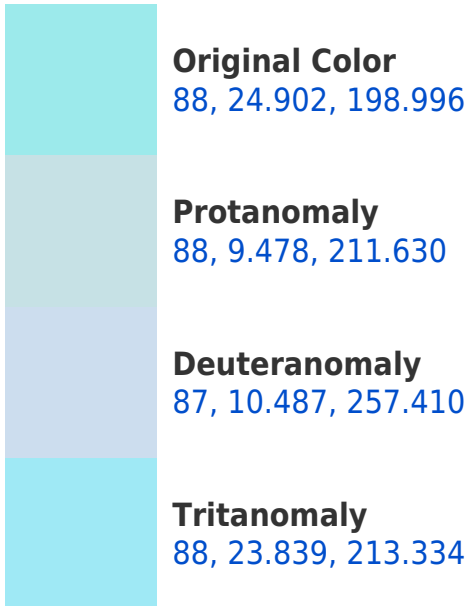 Original Color
88, 24.902, 198.996
Protanomaly
88, 9.478, 211.630
Deuteranomaly
87, 10.487, 257.410
Tritanomaly
88, 23.839, 213.334